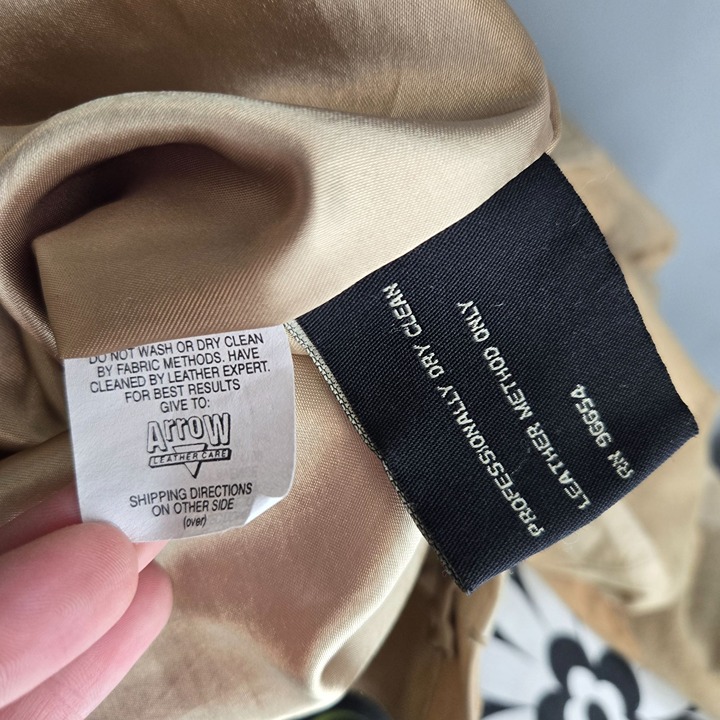 DO NOT WASH OR DRY CLEAN
BY FABRIC METHODS. HAVE
CLEANED BY LEATHER EXPERT.
FOR BEST RESULTS
GIVE TO:
ARROW
LEATHER CARE
SHIPPING DIRECTIONS
ON OTHER SIDE
(over)
PROFESSIONALLY DRY CLEAN
LEATHER METHOD ONLY
RN 96654